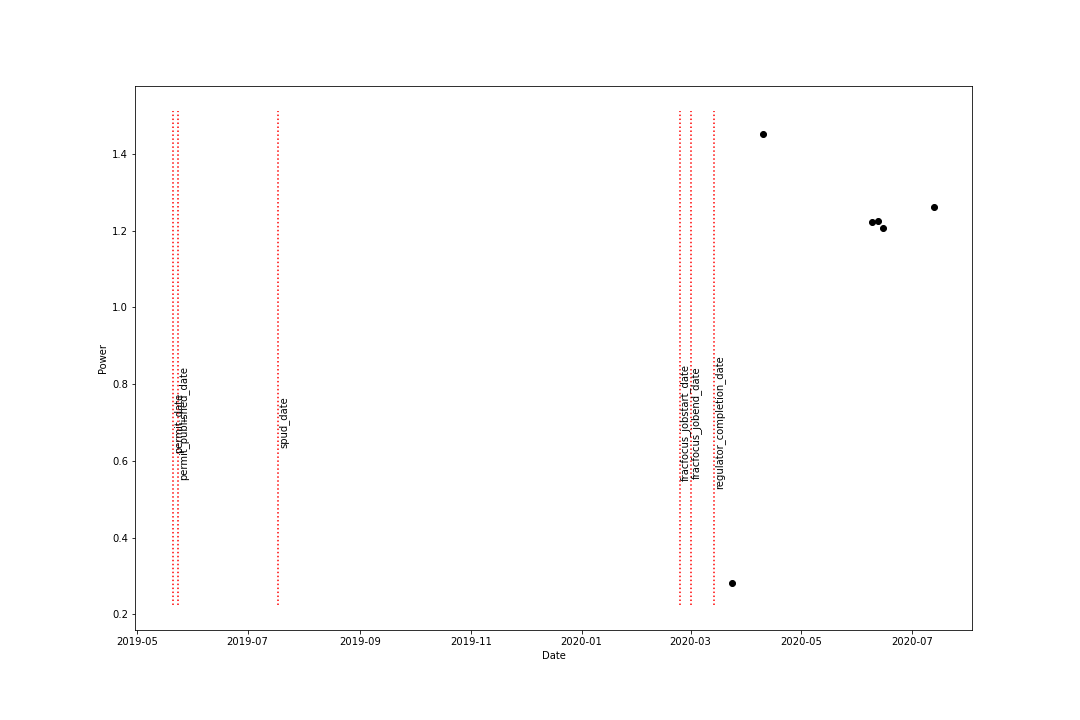 1.4
1.2
1.0
0.8
0.6
0.4
0.2
Power
permit_date
permit_published_date
spud_date
fracfocus_jobstart_date
fracfocus_jobend_date
regulator_completion_date
2019-05
2019-07
2019-09
2019-11
2020-01
2020-03
2020-05
2020-07
Date